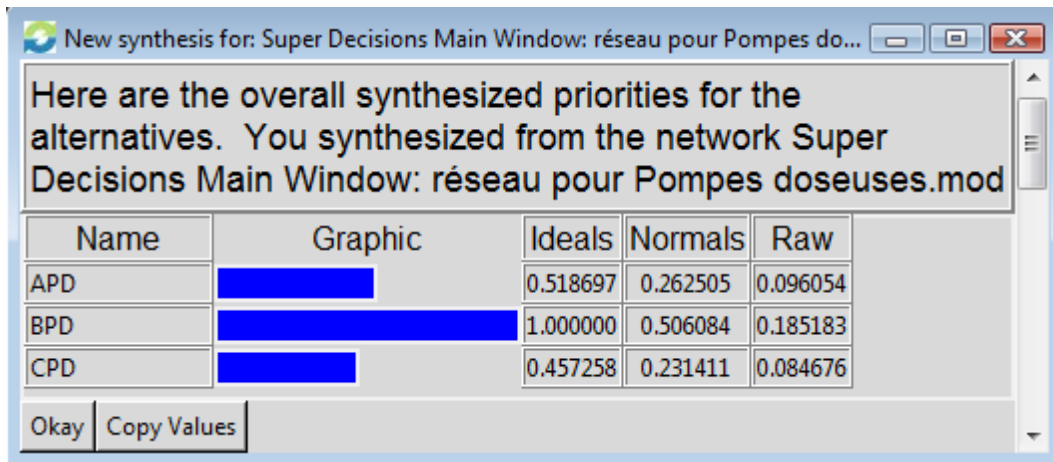 New synthesis for: Super Decisions Main Window: réseau pour Pompes do...
Here are the overall synthesized priorities for the
alternatives. You synthesized from the network Super
Decisions Main Window: réseau pour Pompes doseuses.mod
Name Graphic Ideals Normals Raw
APD 0.518697 0.262505 0.096054
BPD 1.000000 0.506084 0.185183
CPD 0.457258 0.231411 0.084676
Okay Copy Values